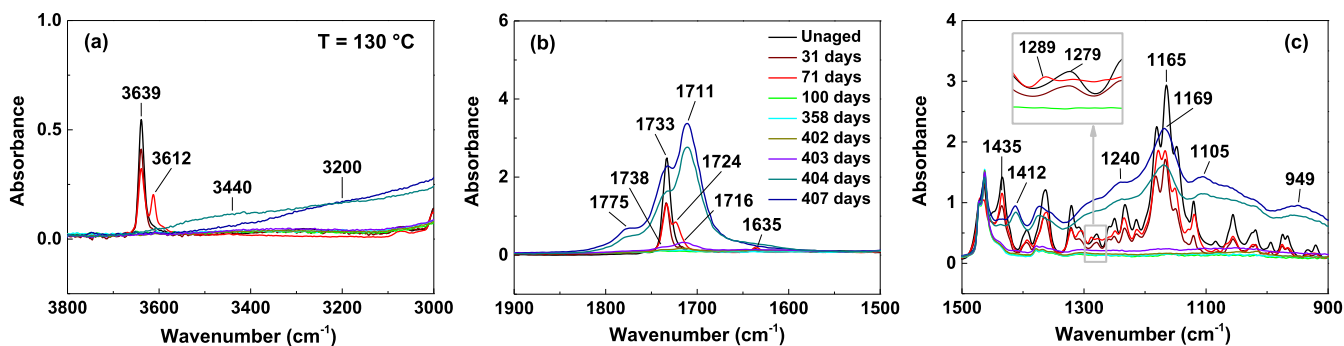 (a)
T = 130 °C
3639
3612
3440
3200
1.0
0.5
0.0
Absorbance
3800
3600
3400
3200
3000
Wavenumber (cm-1)
(b)
Unaged
31 days
71 days
100 days
358 days
402 days
403 days
404 days
407 days
1711
1733
1724
1738
1716
1775
1635
6
4
2
0
Absorbance
1900
1800
1700
1600
1500
Wavenumber (cm-1)
(c)
1289
1279
1165
1169
1435
1412
1240
1105
949
4
3
2
1
0
Absorbance
1500
1300
1100
900
Wavenumber (cm-1)